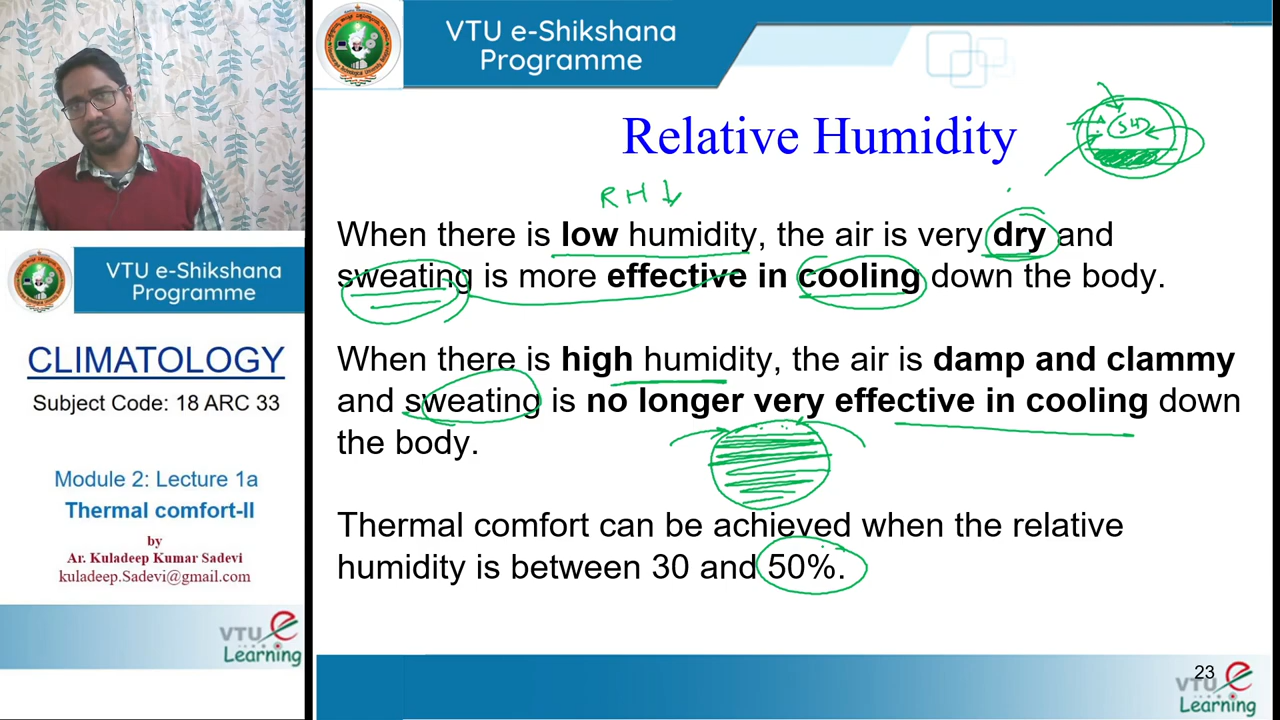 VTU e-Shikshana
Programme
VTU e-Shikshana
Programme
CLIMATOLOGY
Subject Code: 18 ARC 33
Module 2: Lecture 1a
Thermal comfort-II
by
Ar. Kuladeep Kumar Sadevi
kuladeep.Sadevi@gmail.com
VTU e
Learning
Relative Humidity
RH↓
When there is low humidity, the air is very dry and
sweating is more effective in cooling down the body.
When there is high humidity, the air is damp and clammy
and sweating is no longer very effective in cooling down
the body.
Thermal comfort can be achieved when the relative
humidity is between 30 and 50%.
23
VTU e
Learning